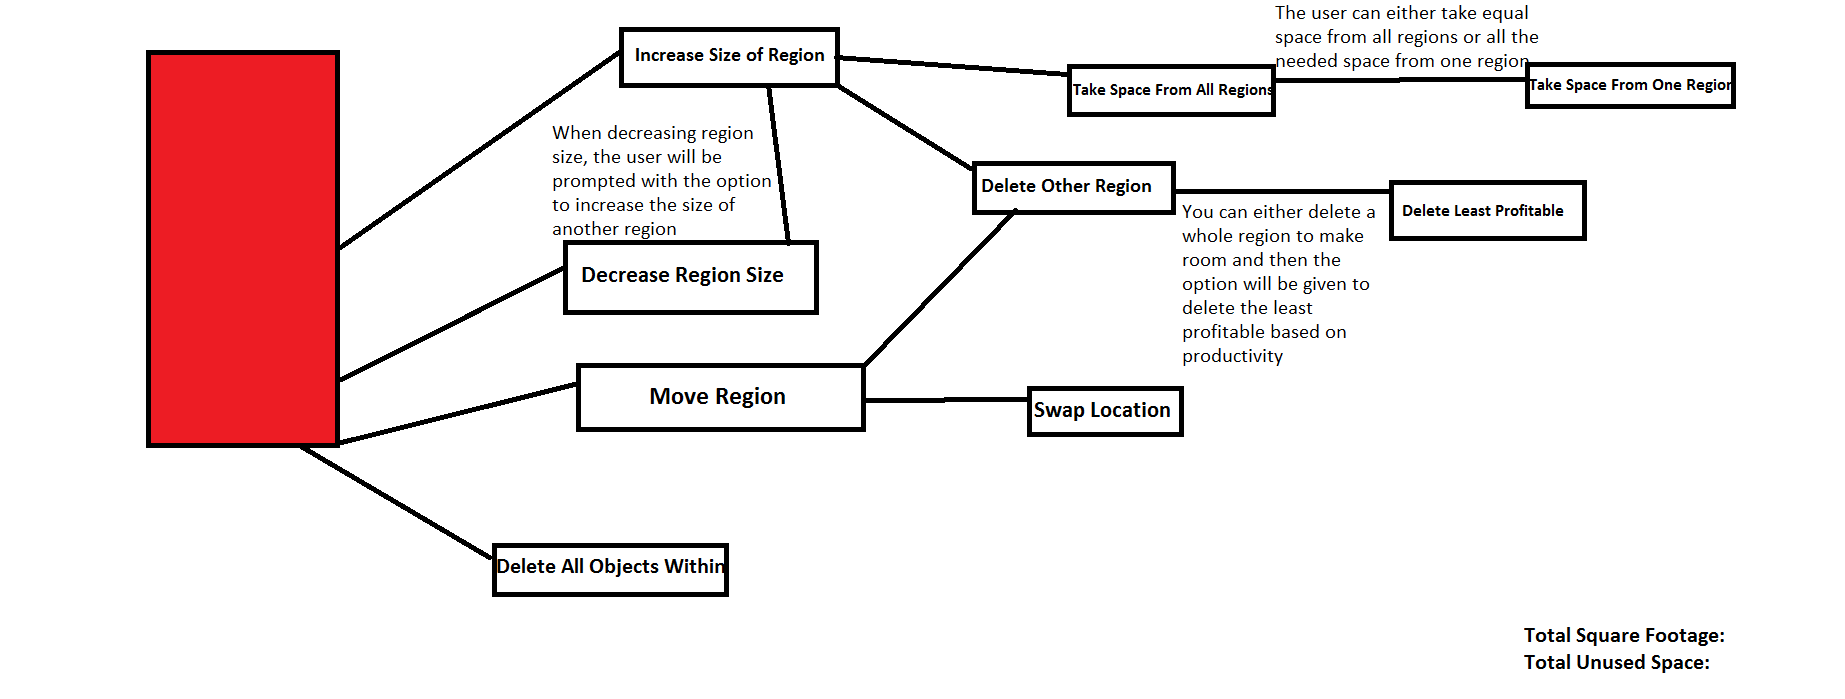 The user can either take equal
space from all regions or all the
needed space from one region
Increase Size of Region
Take Space From All Regions
Take Space From One Region
When decreasing region
size, the user will be
prompted with the option
to increase the size of
another region
Delete Other Region
Delete Least Profitable
You can either delete a
whole region to make
room and then the
option will be given to
delete the least
profitable based on
productivity
Decrease Region Size
Move Region
Swap Location
Delete All Objects Within
Total Square Footage:
Total Unused Space: